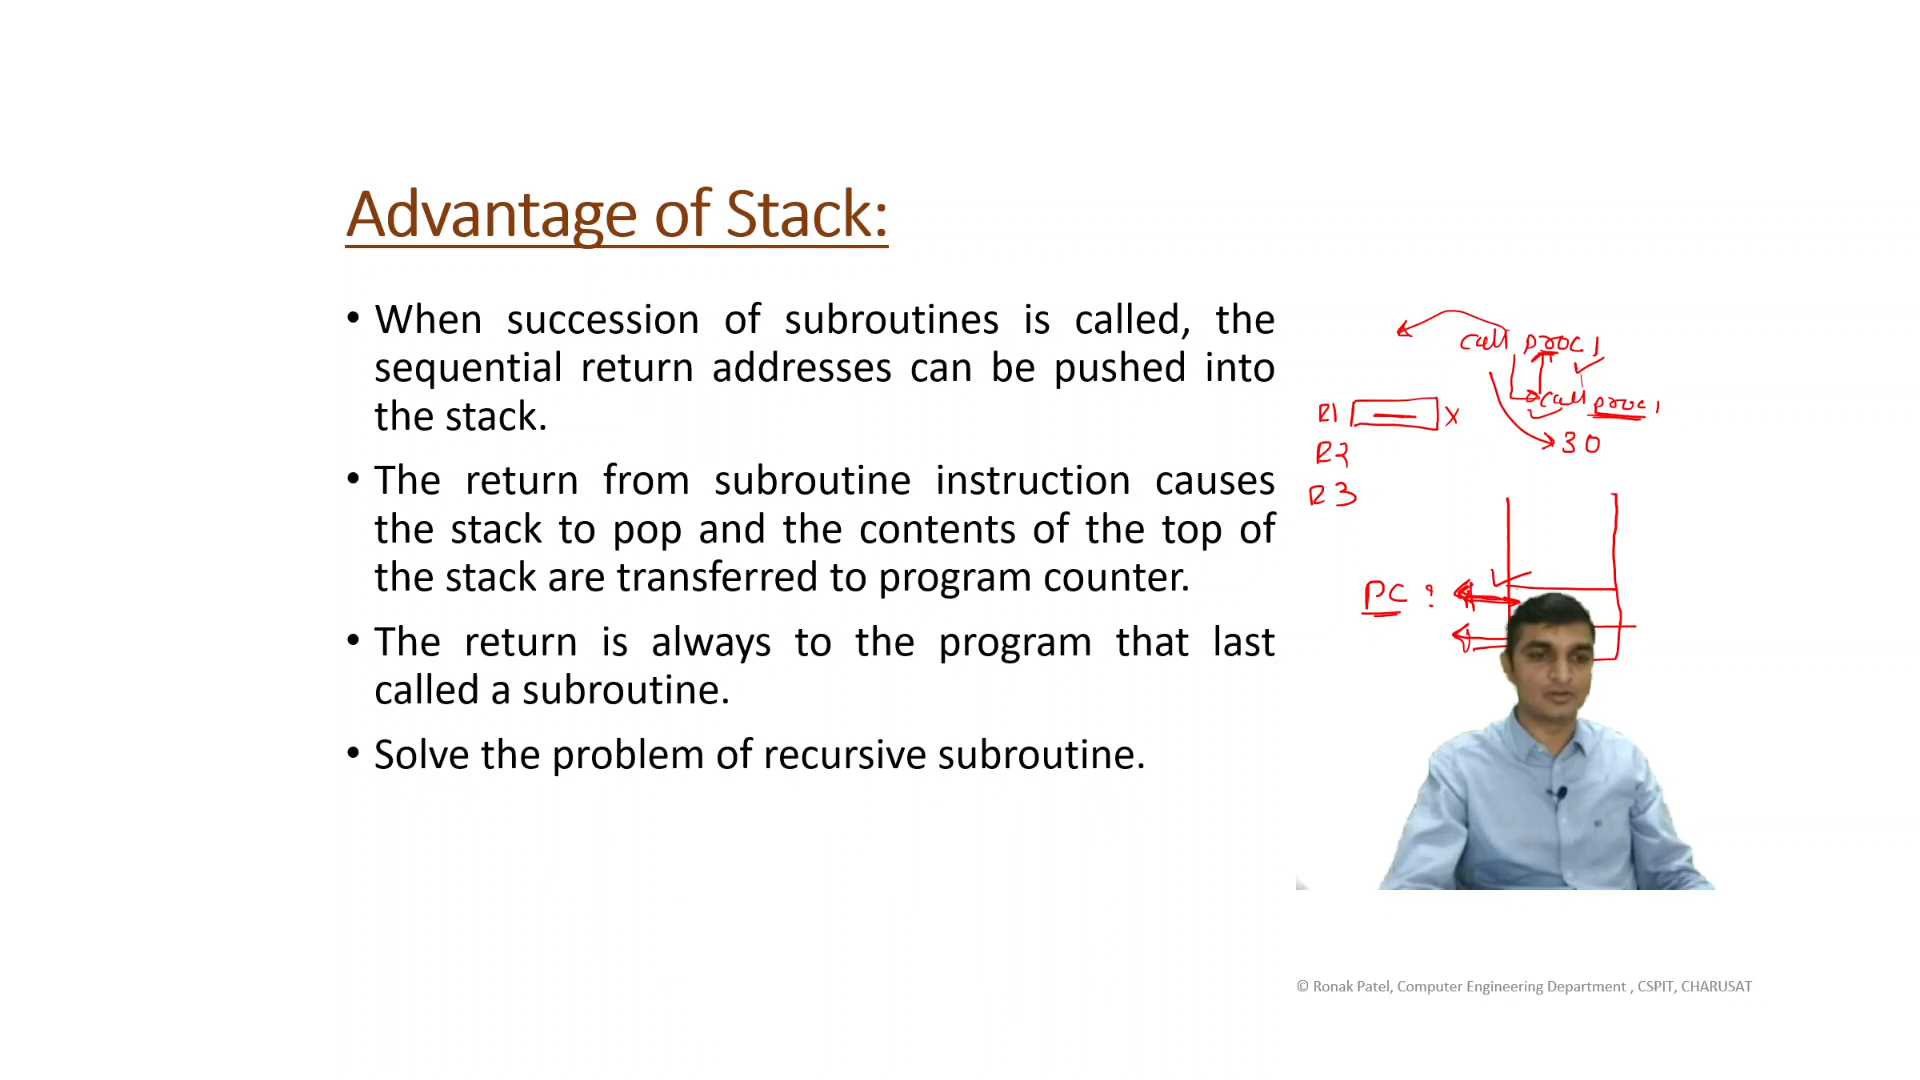 Advantage of Stack:
• When succession of subroutines is called, the
sequential return addresses can be pushed into
the stack.
• The return from subroutine instruction causes
the stack to pop and the contents of the top of
the stack are transferred to program counter.
• The return is always to the program that last
called a subroutine.
• Solve the problem of recursive subroutine.
call proc 1
call proc 1
R1 X
30
R2
R3
PC :
© Ronak Patel, Computer Engineering Department , CSPIT, CHARUSAT